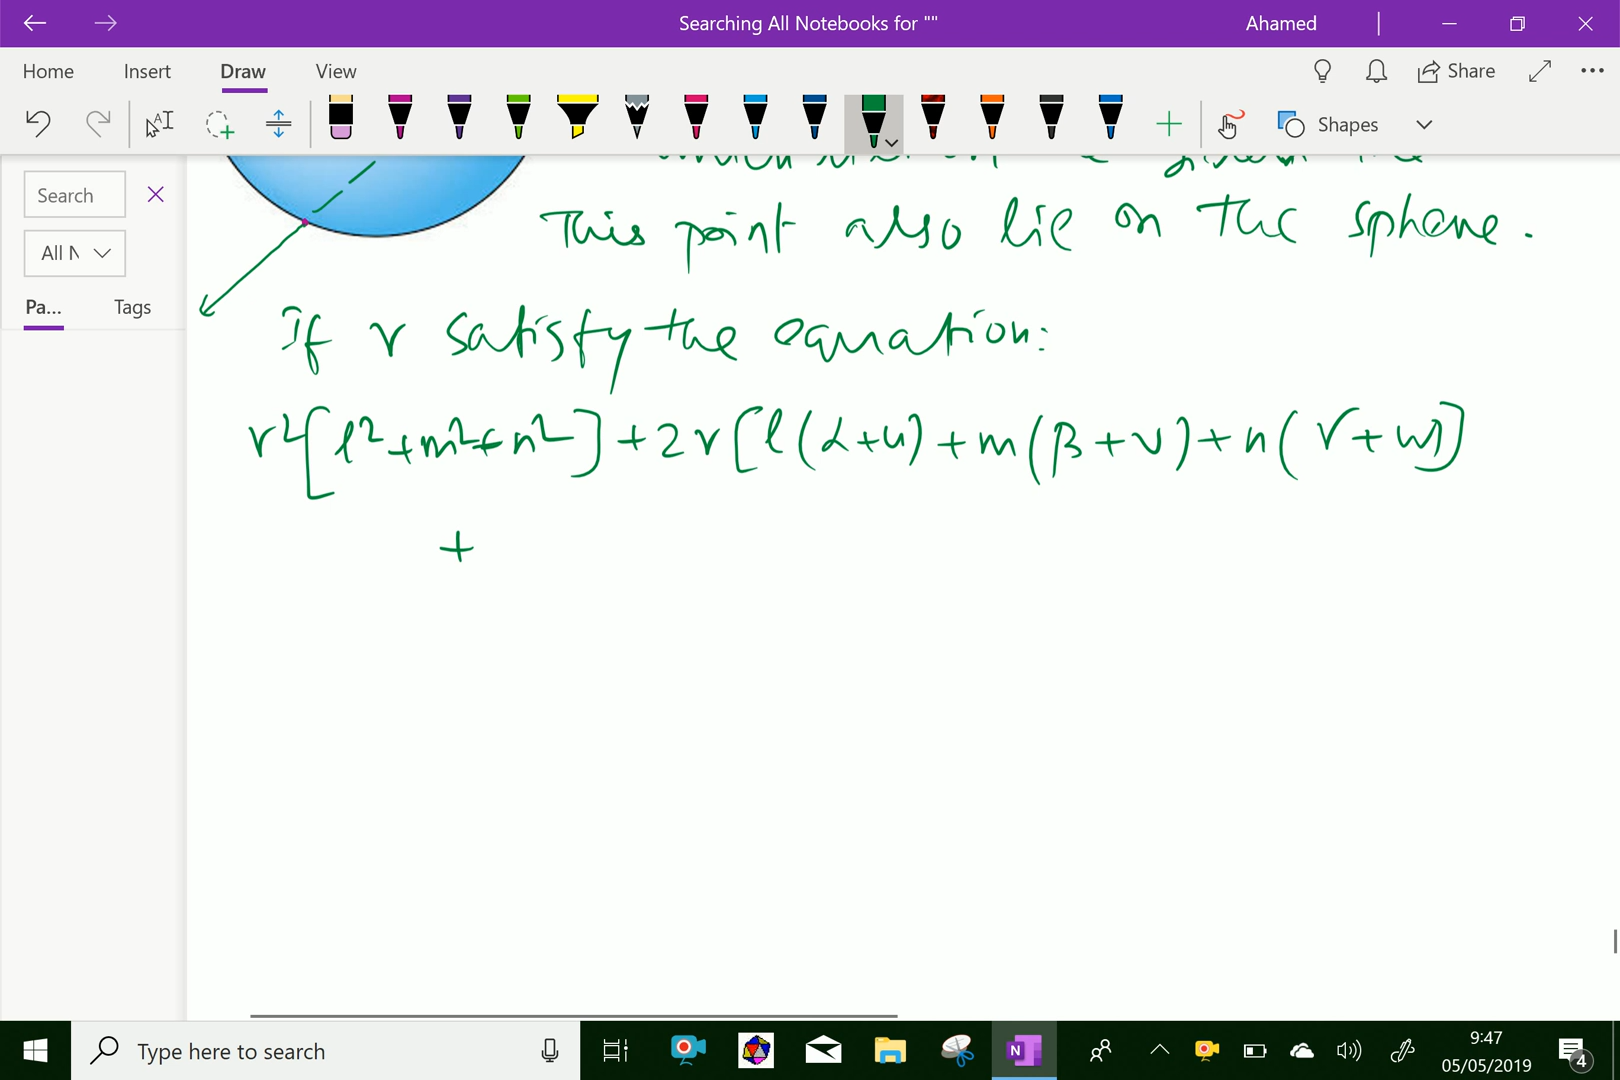 Searching All Notebooks for ""
Ahamed
Home Insert Draw View
Share
Shapes
Search
All N
Pa... Tags
This point also lie on the sphere.
If r satisfy the equation:
r²[l²+m²+n²]+2r[l(α+u)+m(β+v)+n(γ+w)]
+
Type here to search
N
9:47
05/05/2019
4